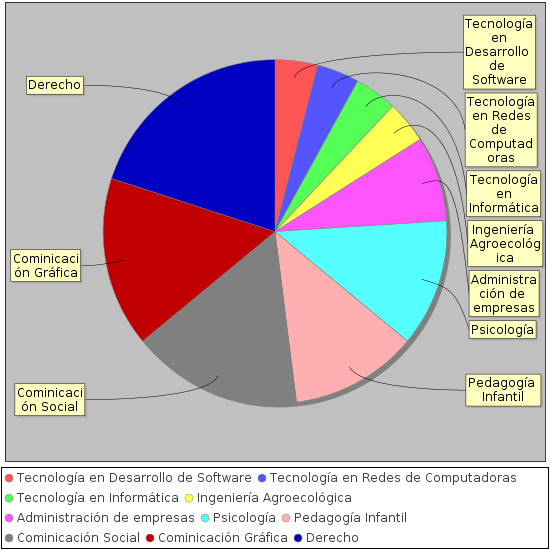 Tecnología
en
Desarrollo
de
Software
Derecho
Tecnología
en Redes
de
Computad
oras
Tecnología
en
Informática
Ingeniería
Agroecológ
ica
Cominicaci
ón Gráfica
Administra
ción de
empresas
Psicología
Pedagogía
Infantil
Cominicaci
ón Social
Tecnología en Desarrollo de Software Tecnología en Redes de Computadoras
Tecnología en Informática Ingeniería Agroecológica
Administración de empresas Psicología Pedagogía Infantil
Cominicación Social Cominicación Gráfica Derecho